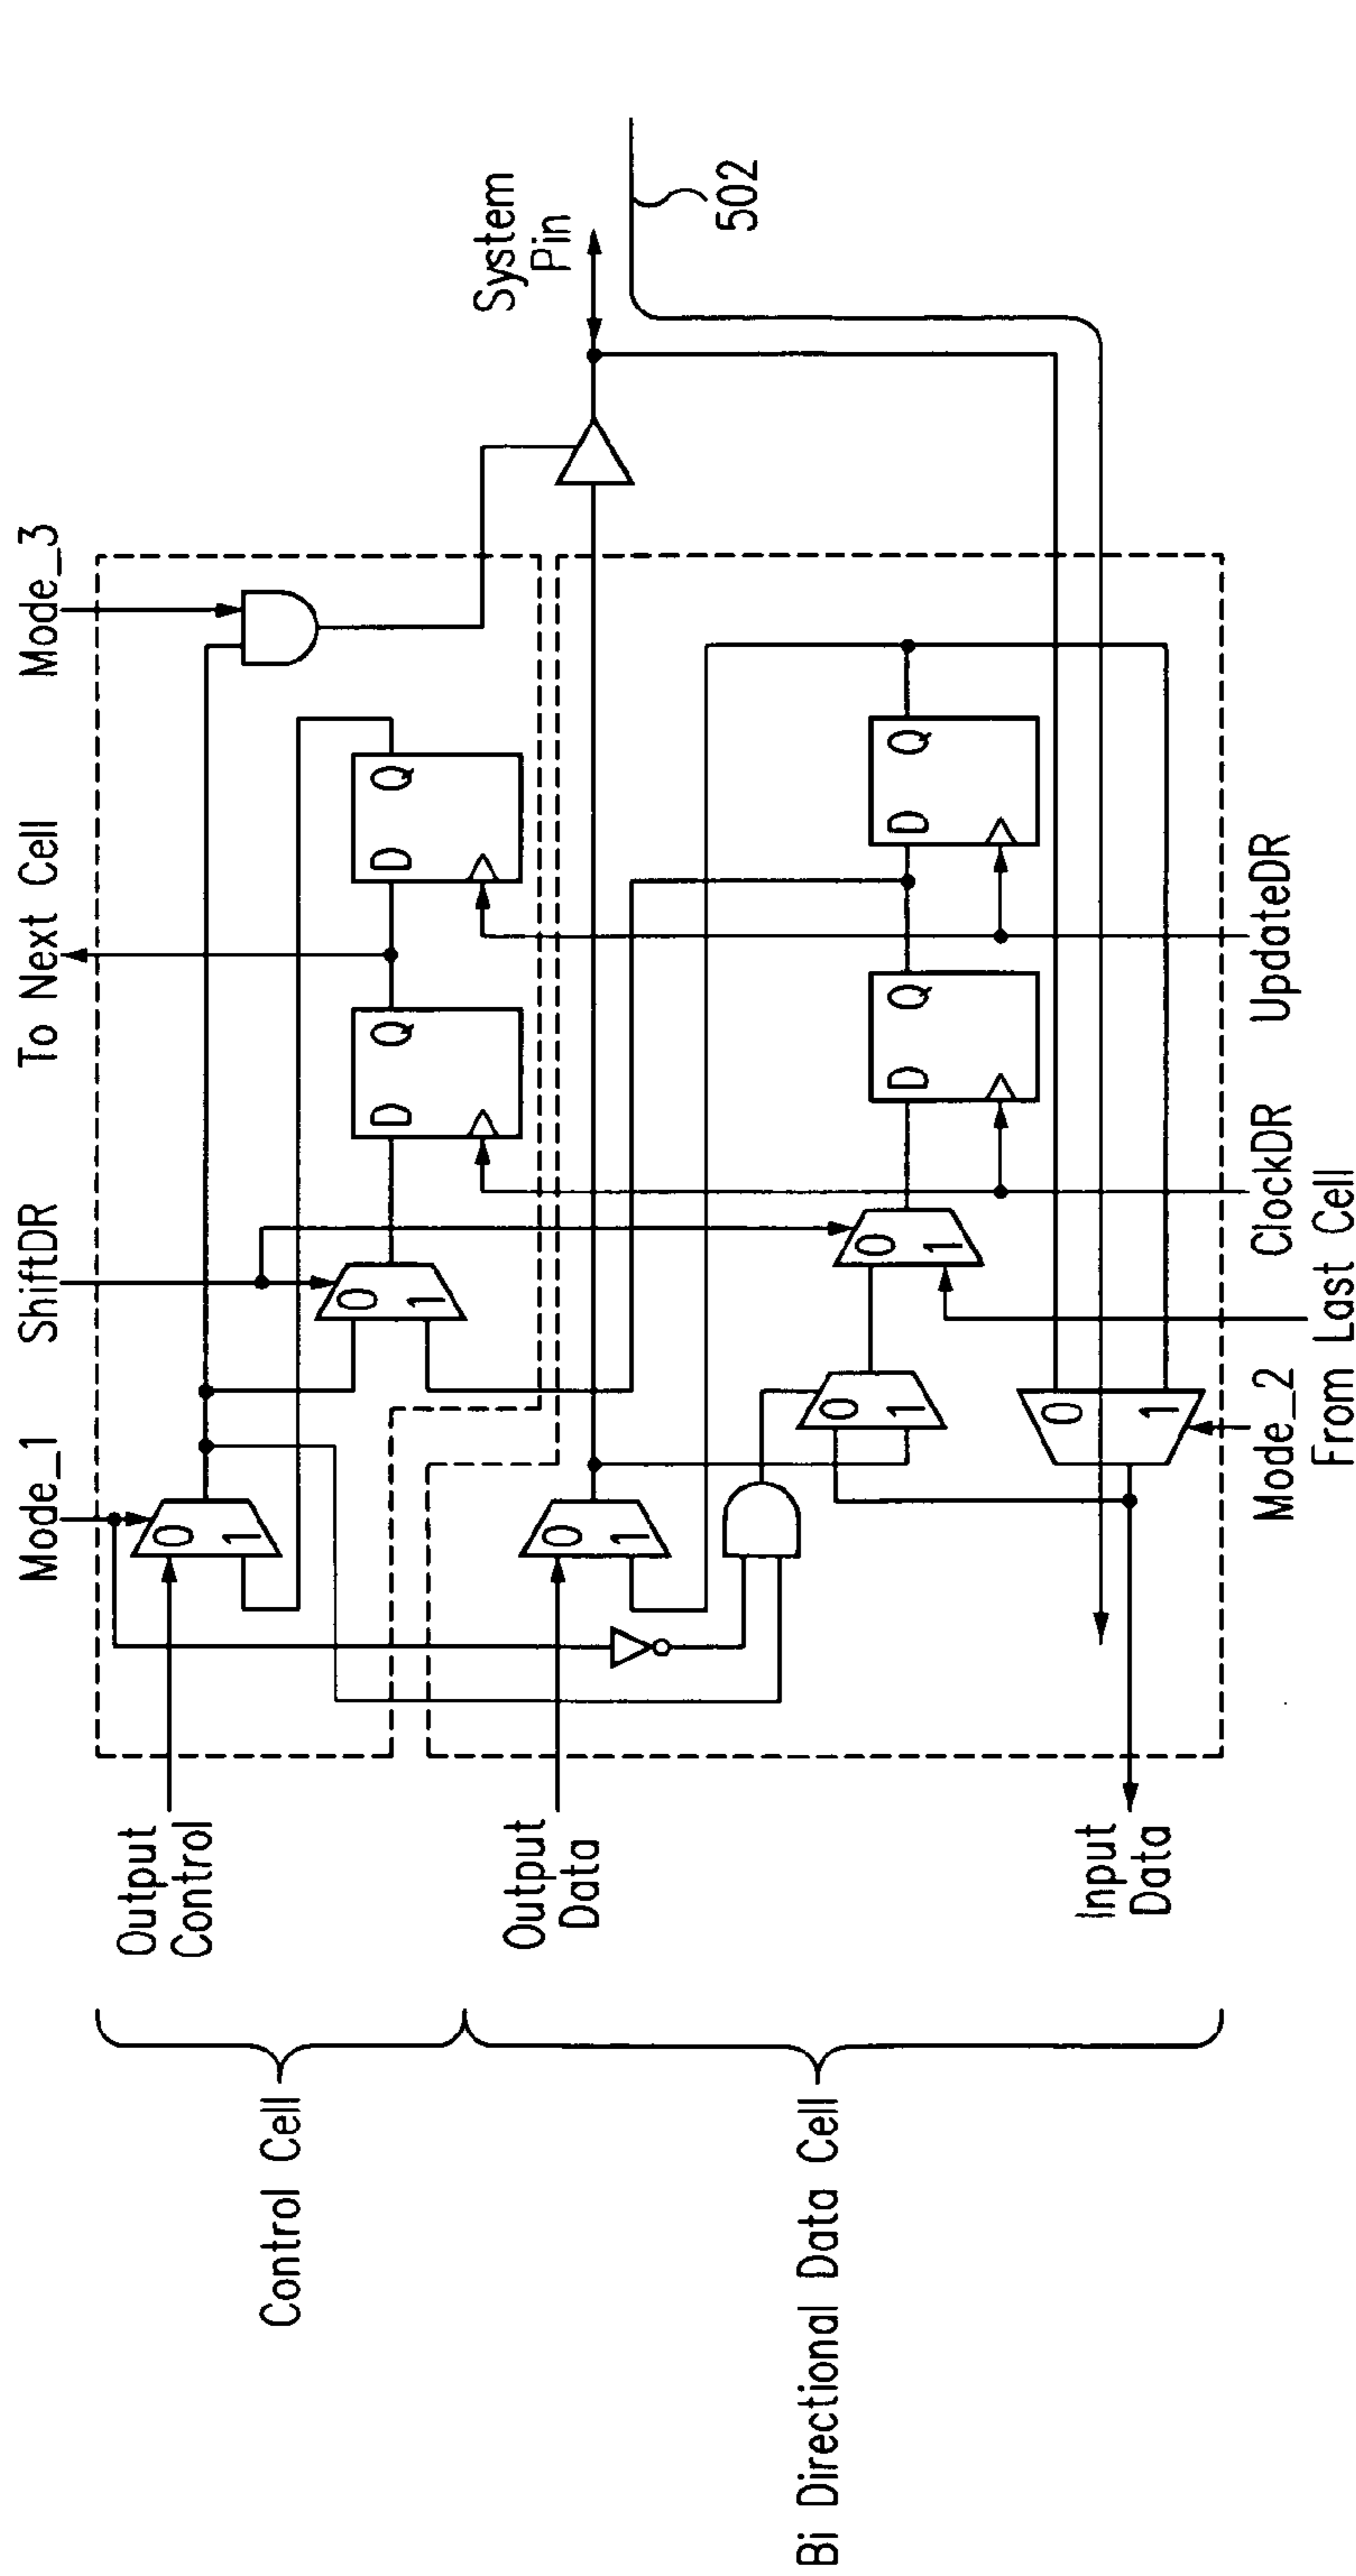 Mode_1
ShiftDR
To Next Cell
Mode_3
Output
Control
0
1
0
1
D
Q
D
Q
Control Cell
System
Pin
502
Output
Data
0
1
0
1
0
1
D
Q
D
Q
Bi Directional Data Cell
Input
Data
0
1
Mode_2
From Last Cell
ClockDR
UpdateDR